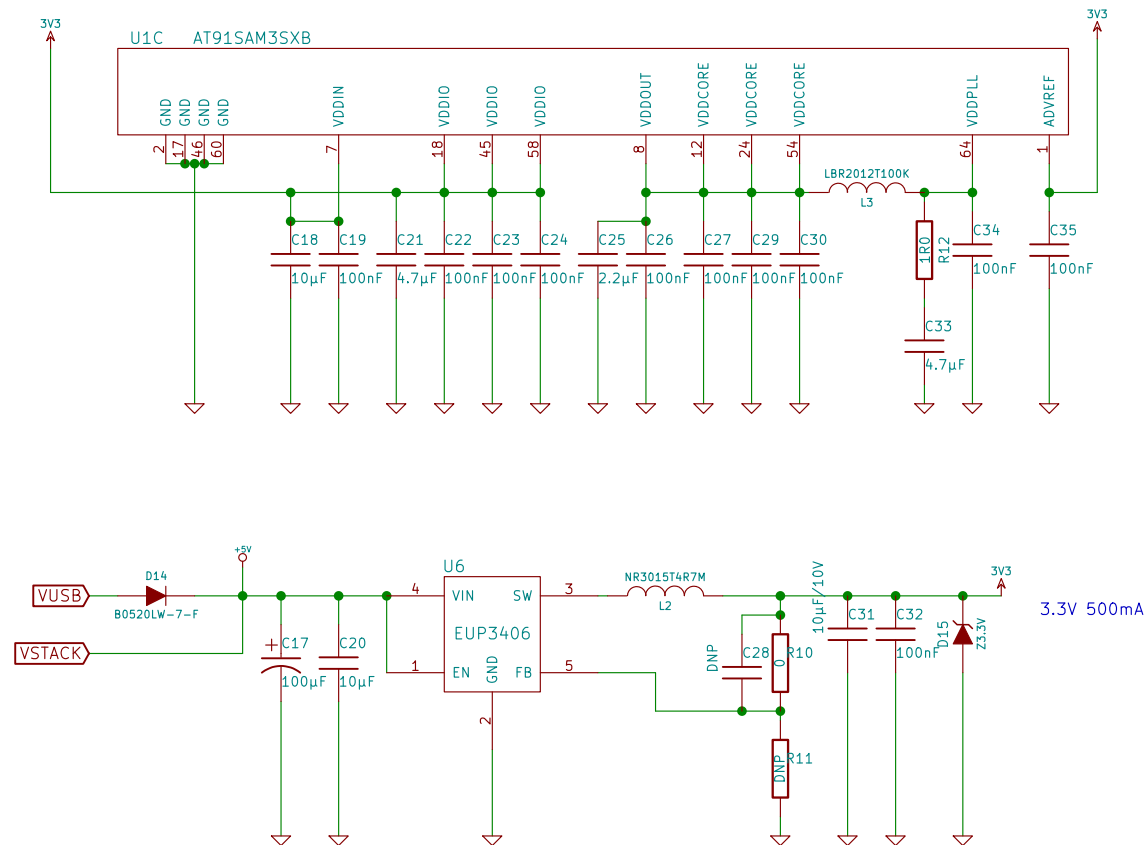 3V3
3V3
U1C AT91SAM3SXB
GND
GND
GND
GND
VDDIN
VDDIO
VDDIO
VDDIO
VDDOUT
VDDCORE
VDDCORE
VDDCORE
VDDPLL
ADVREF
2
17
46
60
7
18
45
58
8
12
24
54
64
1
LBR2012T100K
L3
C18
10µF
C19
100nF
C21
4.7µF
C22
100nF
C23
100nF
C24
100nF
C25
2.2µF
C26
100nF
C27
100nF
C29
100nF
C30
100nF
1R0
R12
C34
100nF
C35
100nF
C33
4.7µF
VUSB
D14
B0520LW-7-F
+5V
VSTACK
C17
100µF
C20
10µF
U6
4
VIN
SW
3
EUP3406
1
EN
GND
FB
5
2
NR3015T4R7M
L2
DNP
C28
0
R10
DNP
R11
10µF/10V
C31
C32
100nF
D15
Z3.3V
3V3
3.3V 500mA